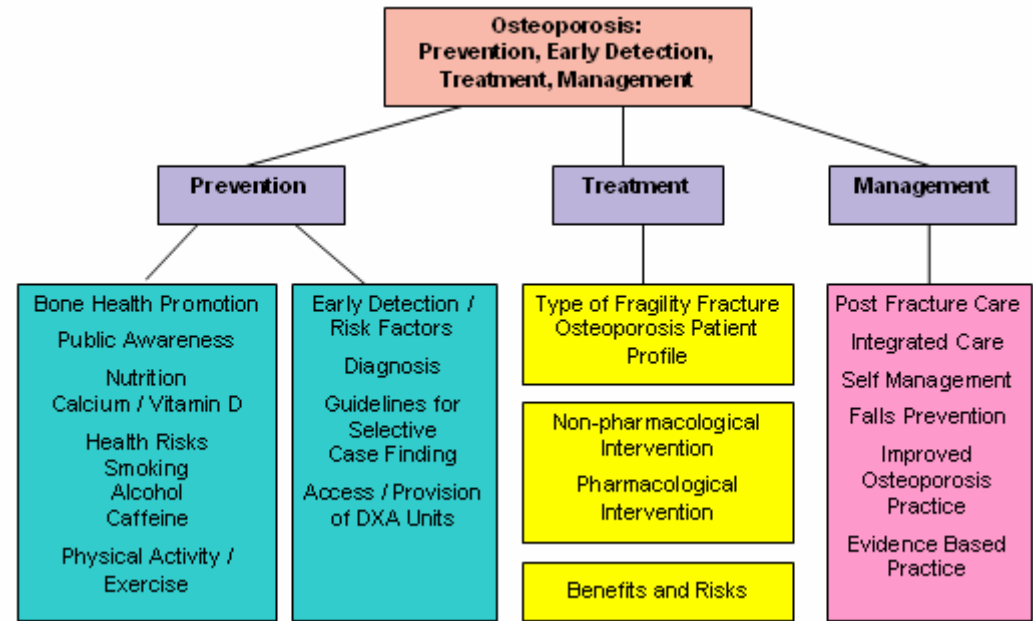 Osteoporosis:
Prevention, Early Detection,
Treatment, Management
Prevention
Treatment
Management
Bone Health Promotion
Public Awareness
Nutrition
Calcium / Vitamin D
Health Risks
Smoking
Alcohol
Caffeine
Physical Activity /
Exercise
Early Detection /
Risk Factors
Diagnosis
Guidelines for
Selective
Case Finding
Access / Provision
of DXA Units
Type of Fragility Fracture
Osteoporosis Patient
Profile
Non-pharmacological
Intervention
Pharmacological
Intervention
Benefits and Risks
Post Fracture Care
Integrated Care
Self Management
Falls Prevention
Improved
Osteoporosis
Practice
Evidence Based
Practice